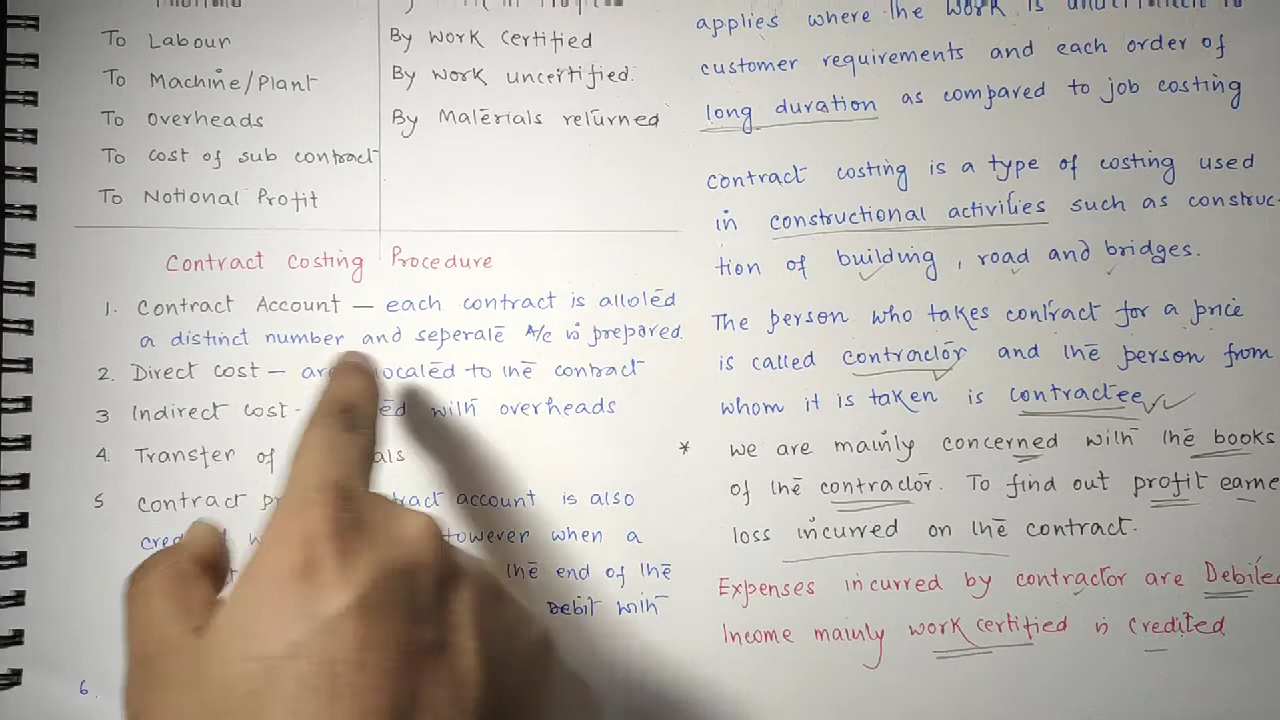 To Labour
By work certified
To Machine/Plant
By work uncertified.
To overheads
By Materials returned
To cost of sub contract
To Notional Profit
Contract Costing Procedure
1. Contract Account — each contract is alloted
a distinct number and seperate A/c is prepared.
2. Direct cost — to the contract
3 Indirect cost - with overheads
4. Transfer of
5 contract account is also
However when a
the end of the
Debit with
6.
applies where the work is
customer requirements and each order of
long duration as compared to job costing
contract costing is a type of costing used
in constructional activities such as construc-
tion of building, road and bridges.
The person who takes contract for a price
is called contractor and the person from
whom it is taken is contractee
* we are mainly concerned with the books
of the contractor. To find out profit earne
loss incurred on the contract.
Expenses incurred by contractor are Debited
Income mainly work certified is credited